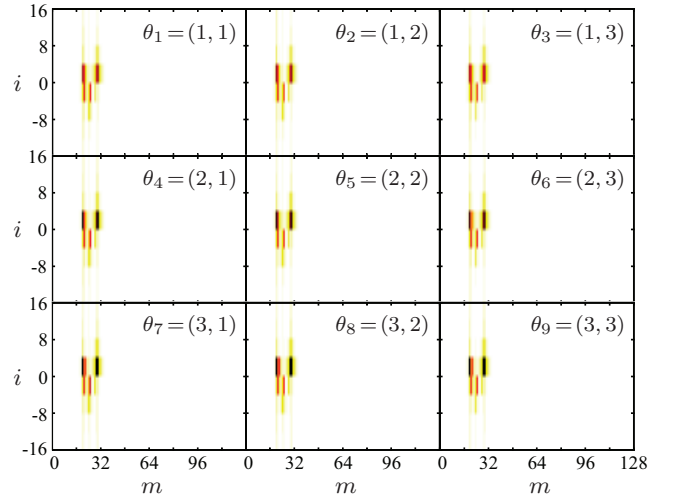 16
8
i 0
-8
16
8
i 0
-8
16
8
i 0
-8
-16
θ₁=(1, 1) θ₂=(1, 2) θ₃=(1, 3)
θ₄=(2, 1) θ₅=(2, 2) θ₆=(2, 3)
θ₇=(3, 1) θ₈=(3, 2) θ₉=(3, 3)
0 32 64 96 0 32 64 96 0 32 64 96 128
m m m